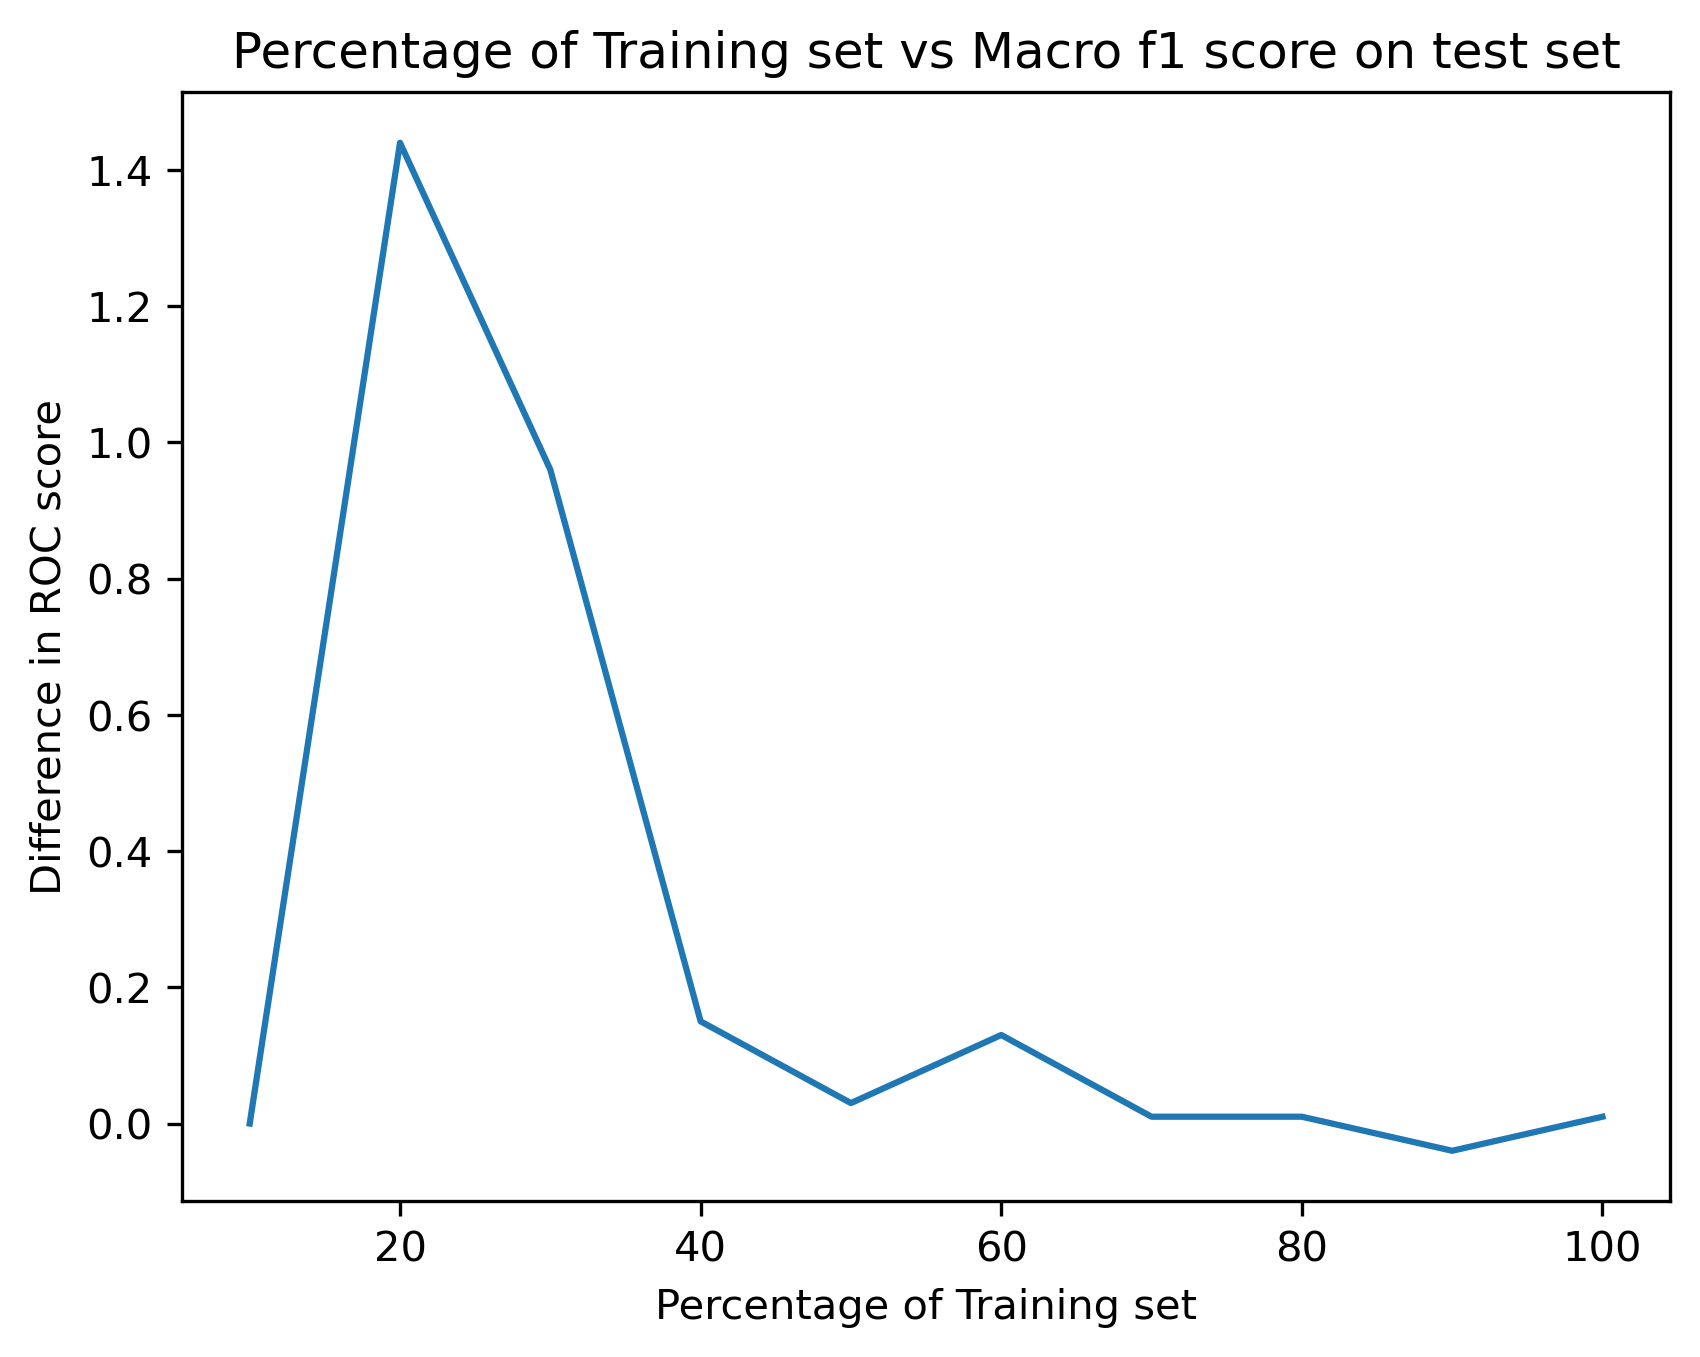 Percentage of Training set vs Macro f1 score on test set
Difference in ROC score
1.4
1.2
1.0
0.8
0.6
0.4
0.2
0.0
20 40 60 80 100
Percentage of Training set